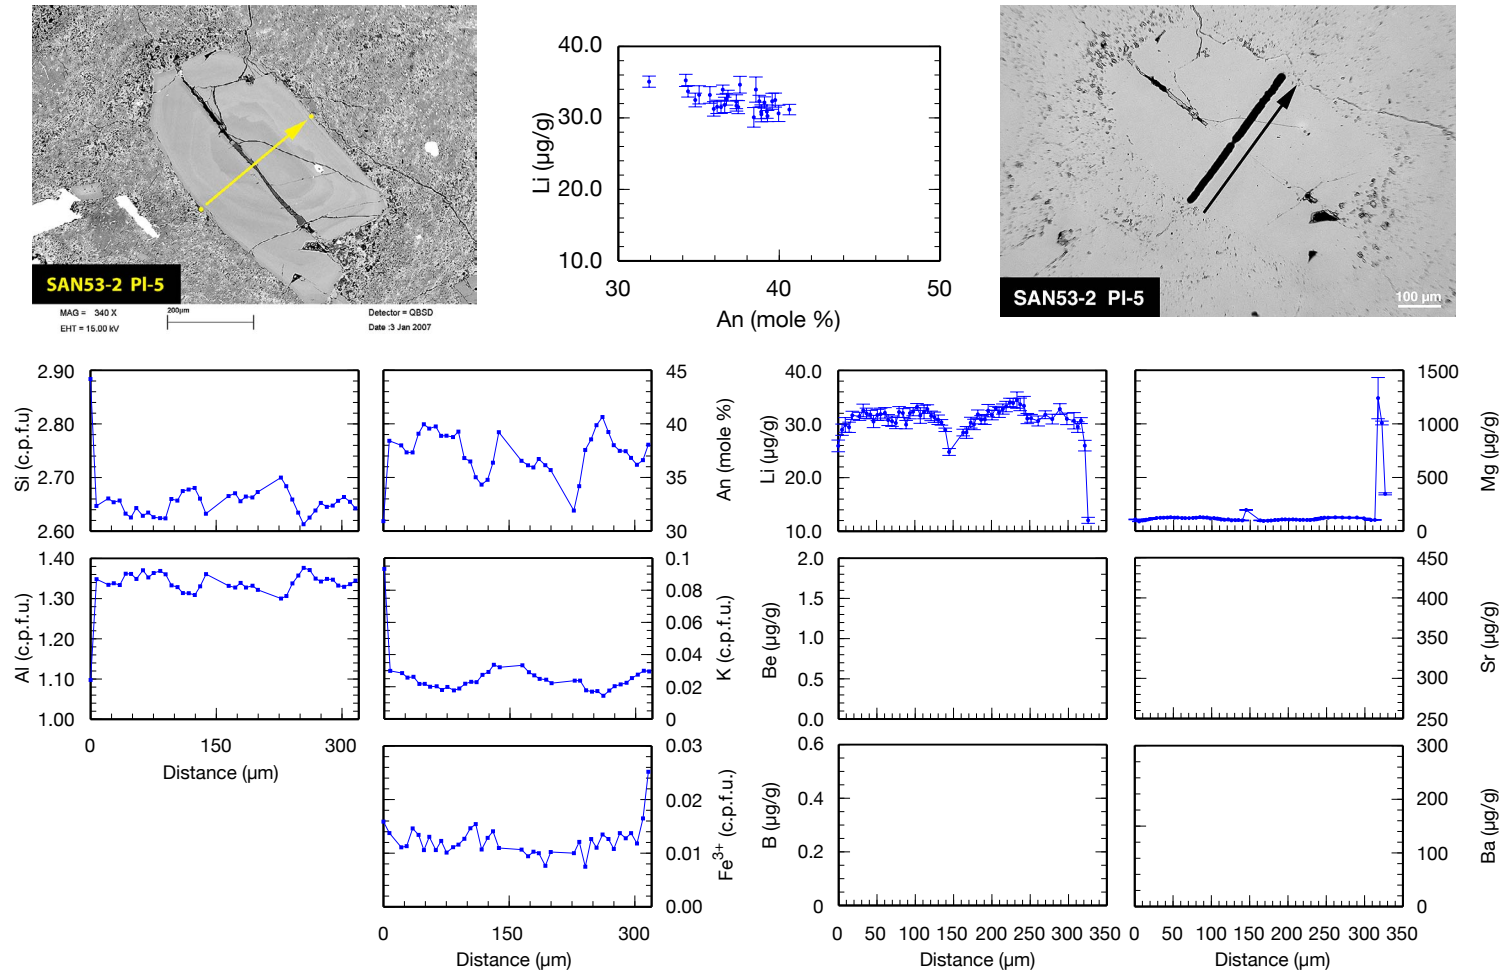 SAN53-2 Pl-5
MAG = 340 X
EHT = 15.00 kV
200µm
Detector = QBSD
Date :3 Jan 2007
40.0
30.0
20.0
10.0
Li (µg/g)
30
40
50
An (mole %)
SAN53-2 Pl-5
100 µm
2.90
2.80
2.70
2.60
Si (c.p.f.u)
45
40
35
30
An (mole %)
40.0
30.0
20.0
10.0
Li (µg/g)
1500
1000
500
0
Mg (µg/g)
1.40
1.30
1.20
1.10
1.00
Al (c.p.f.u.)
0
150
300
Distance (µm)
0.1
0.08
0.06
0.04
0.02
0
K (c.p.f.u.)
2.0
1.5
1.0
0.5
0.0
Be (µg/g)
450
400
350
300
250
Sr (µg/g)
0.03
0.02
0.01
0.00
Fe3+ (c.p.f.u.)
0
150
300
Distance (µm)
0.6
0.4
0.2
0
B (µg/g)
0 50 100 150 200 250 300 350
Distance (µm)
300
200
100
0
Ba (µg/g)
0 50 100 150 200 250 300 350
Distance (µm)